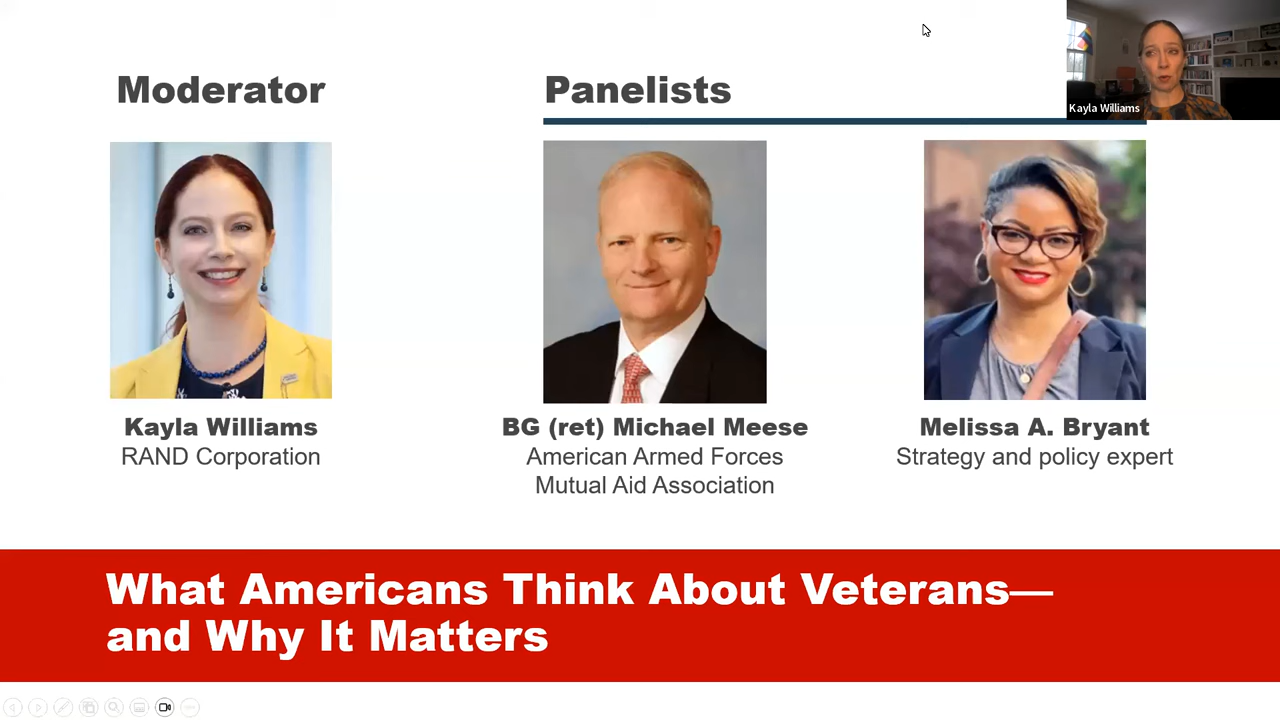 Moderator
Panelists
Kayla Williams
Kayla Williams
RAND Corporation
BG (ret) Michael Meese
American Armed Forces
Mutual Aid Association
Melissa A. Bryant
Strategy and policy expert
What Americans Think About Veterans—
and Why It Matters